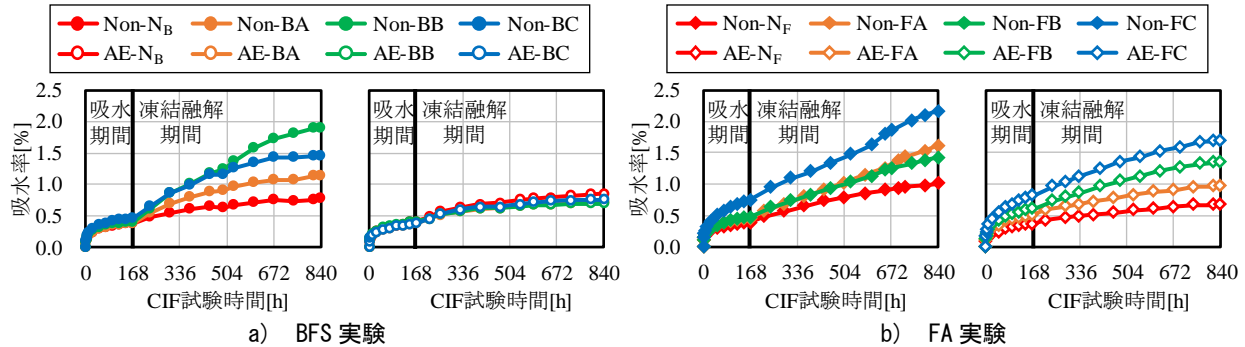 Non-N_B Non-BA Non-BB Non-BC
AE-N_B AE-BA AE-BB AE-BC
Non-N_F Non-FA Non-FB Non-FC
AE-N_F AE-FA AE-FB AE-FC
吸水率[%]
2.5
2.0
1.5
1.0
0.5
0.0
吸水
期間
凍結融解
期間
0 168 336 504 672 840
CIF試験時間[h]
吸水
期間
凍結融解
期間
0 168 336 504 672 840
CIF試験時間[h]
a) BFS 実験
吸水率[%]
2.5
2.0
1.5
1.0
0.5
0.0
吸水
期間
凍結融解
期間
0 168 336 504 672 840
CIF試験時間[h]
吸水
期間
凍結融解
期間
0 168 336 504 672 840
CIF試験時間[h]
b) FA 実験